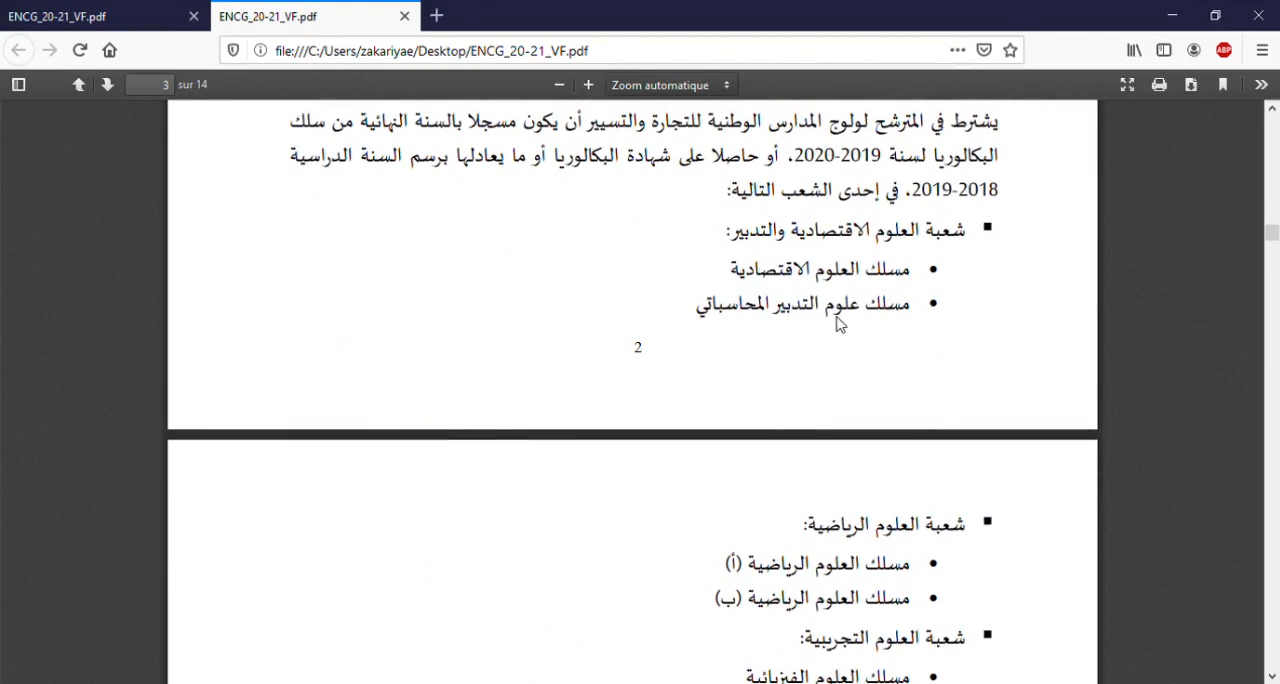 ENCG_20-21_VF.pdf
ENCG_20-21_VF.pdf
file:///C:/Users/zakariyae/Desktop/ENCG_20-21_VF.pdf
ABP
3 sur 14
Zoom automatique
يشترط في المترشح لولوج المدارس الوطنية للتجارة والتسيير أن يكون مسجلا بالسنة النهائية من سلك
البكالوريا لسنة 2019-2020، أو حاصلا على شهادة البكالوريا أو ما يعادلها برسم السنة الدراسية
2018-2019، في إحدى الشعب التالية:
▪ شعبة العلوم الاقتصادية والتدبير:
• مسلك العلوم الاقتصادية
• مسلك علوم التدبير المحاسباتي
2
▪ شعبة العلوم الرياضية:
• مسلك العلوم الرياضية (أ)
• مسلك العلوم الرياضية (ب)
▪ شعبة العلوم التجريبية:
• مسلك العلوم الفيزيائية